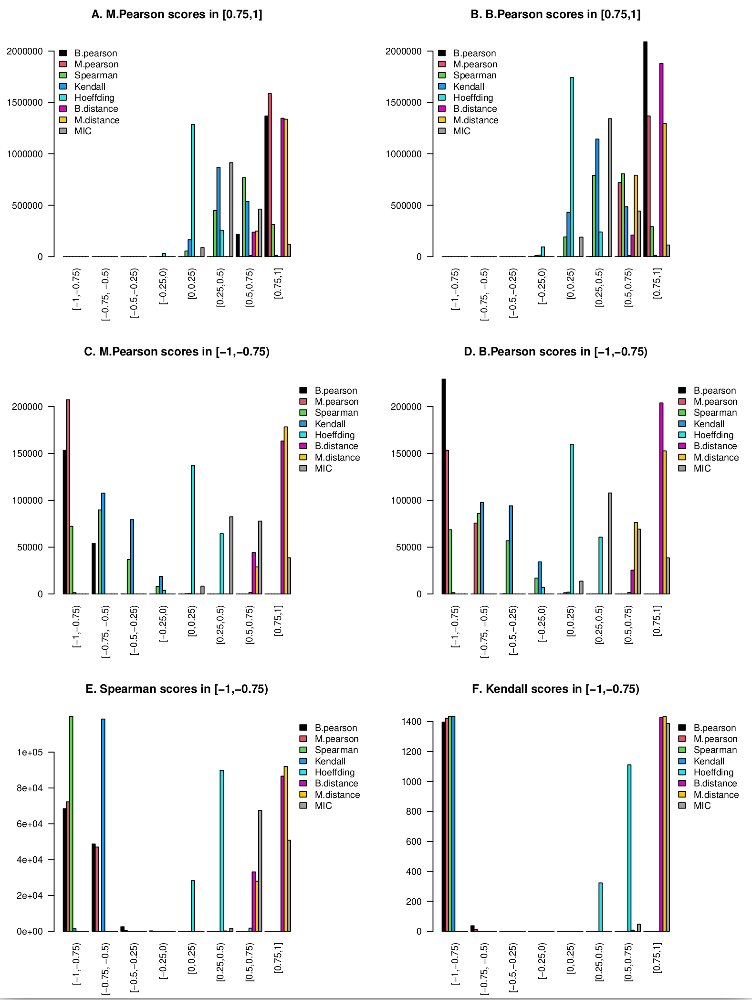 A. M.Pearson scores in [0.75,1]
2000000
1500000
1000000
500000
0
B.pearson
M.pearson
Spearman
Kendall
Hoeffding
B.distance
M.distance
MIC
[−1,−0.75)
[−0.75, −0.5)
[−0.5,−0.25)
[−0.25,0)
[0,0.25)
[0.25,0.5)
[0.5,0.75)
[0.75,1]
B. B.Pearson scores in [0.75,1]
2000000
1500000
1000000
500000
0
B.pearson
M.pearson
Spearman
Kendall
Hoeffding
B.distance
M.distance
MIC
[−1,−0.75)
[−0.75, −0.5)
[−0.5,−0.25)
[−0.25,0)
[0,0.25)
[0.25,0.5)
[0.5,0.75)
[0.75,1]
C. M.Pearson scores in [−1,−0.75)
200000
150000
100000
50000
0
B.pearson
M.pearson
Spearman
Kendall
Hoeffding
B.distance
M.distance
MIC
[−1,−0.75)
[−0.75, −0.5)
[−0.5,−0.25)
[−0.25,0)
[0,0.25)
[0.25,0.5)
[0.5,0.75)
[0.75,1]
D. B.Pearson scores in [−1,−0.75)
200000
150000
100000
50000
0
B.pearson
M.pearson
Spearman
Kendall
Hoeffding
B.distance
M.distance
MIC
[−1,−0.75)
[−0.75, −0.5)
[−0.5,−0.25)
[−0.25,0)
[0,0.25)
[0.25,0.5)
[0.5,0.75)
[0.75,1]
E. Spearman scores in [−1,−0.75)
1e+05
8e+04
6e+04
4e+04
2e+04
0e+00
B.pearson
M.pearson
Spearman
Kendall
Hoeffding
B.distance
M.distance
MIC
[−1,−0.75)
[−0.75, −0.5)
[−0.5,−0.25)
[−0.25,0)
[0,0.25)
[0.25,0.5)
[0.5,0.75)
[0.75,1]
F. Kendall scores in [−1,−0.75)
1400
1200
1000
800
600
400
200
0
B.pearson
M.pearson
Spearman
Kendall
Hoeffding
B.distance
M.distance
MIC
[−1,−0.75)
[−0.75, −0.5)
[−0.5,−0.25)
[−0.25,0)
[0,0.25)
[0.25,0.5)
[0.5,0.75)
[0.75,1]